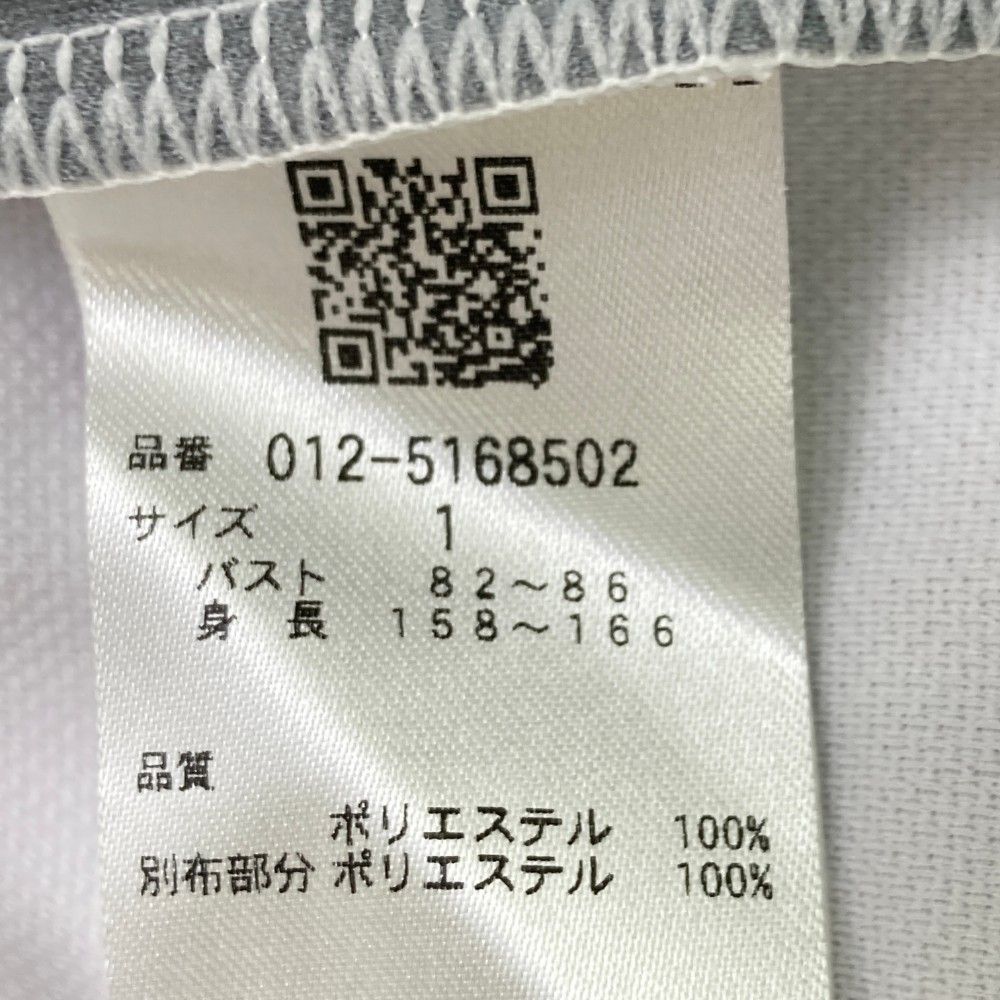 品番 012-5168502
サイズ 1
バスト 82～86
身長 158～166
品質
ポリエステル 100%
別布部分 ポリエステル 100%